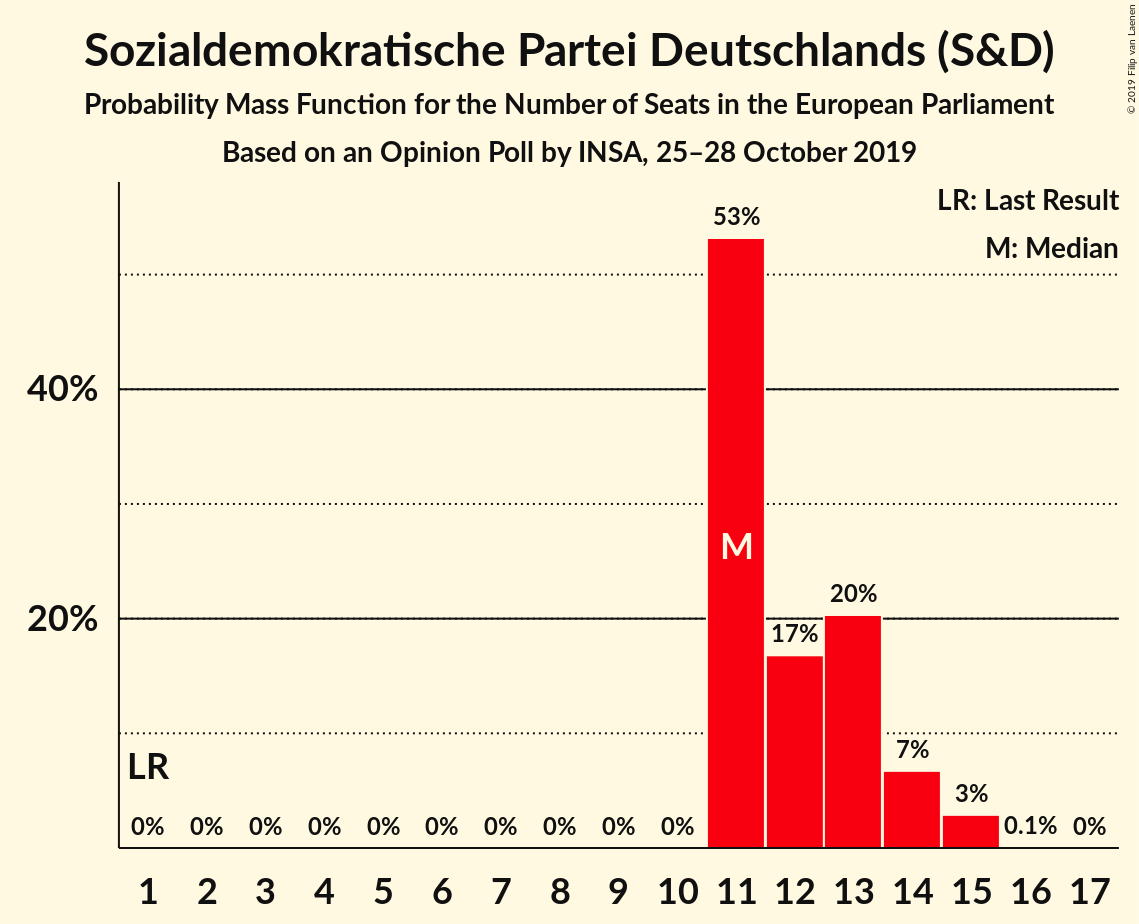 Sozialdemokratische Partei Deutschlands (S&D)
Probability Mass Function for the Number of Seats in the European Parliament
Based on an Opinion Poll by INSA, 25–28 October 2019
© 2019 Filip van Laenen
LR: Last Result
M: Median
53%
40%
M
20%
20%
17%
7%
LR
3%
0% 0% 0% 0% 0% 0% 0% 0% 0% 0% 0.1% 0%
1 2 3 4 5 6 7 8 9 10 11 12 13 14 15 16 17